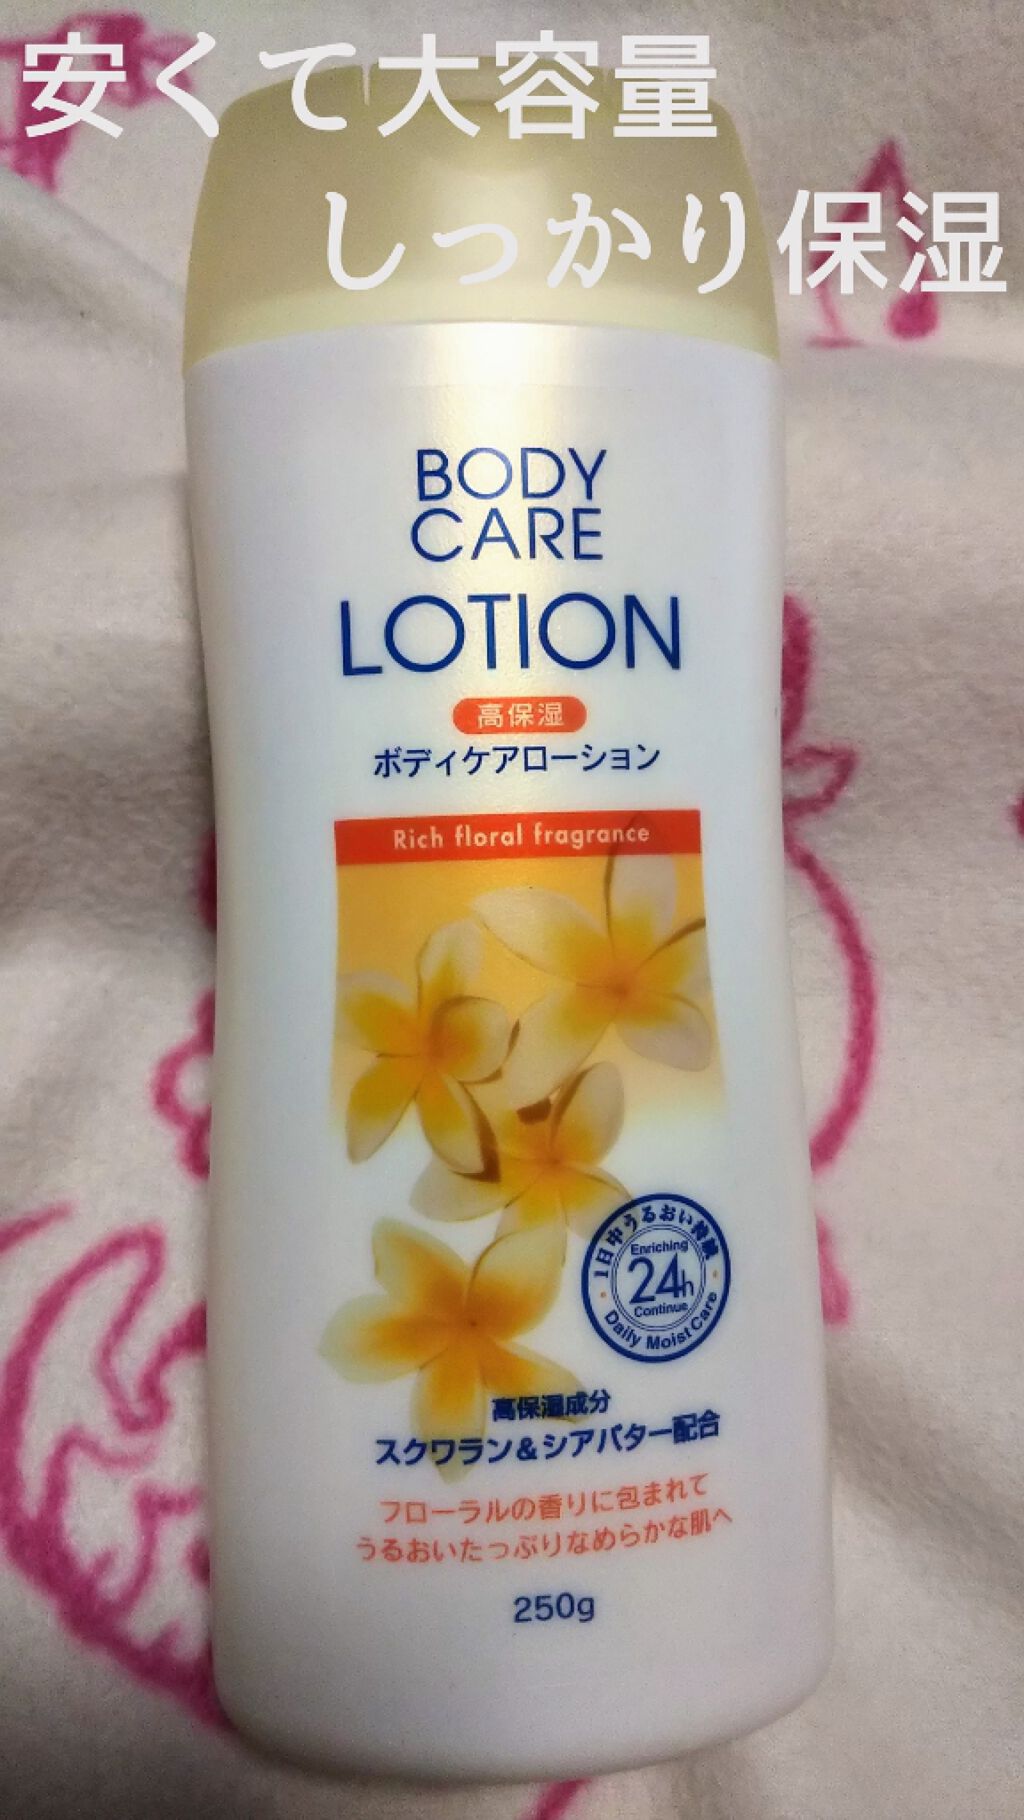 安くて大容量
しっかり保湿
BODY
CARE
LOTION
高保湿
ボディケアローション
Rich floral fragrance
1日中うるおい持続
Enriching
24h
Continue
Daily Moist Care
高保湿成分
スクワラン&シアバター配合
フローラルの香りに包まれて
うるおいたっぷりなめらかな肌へ
250g